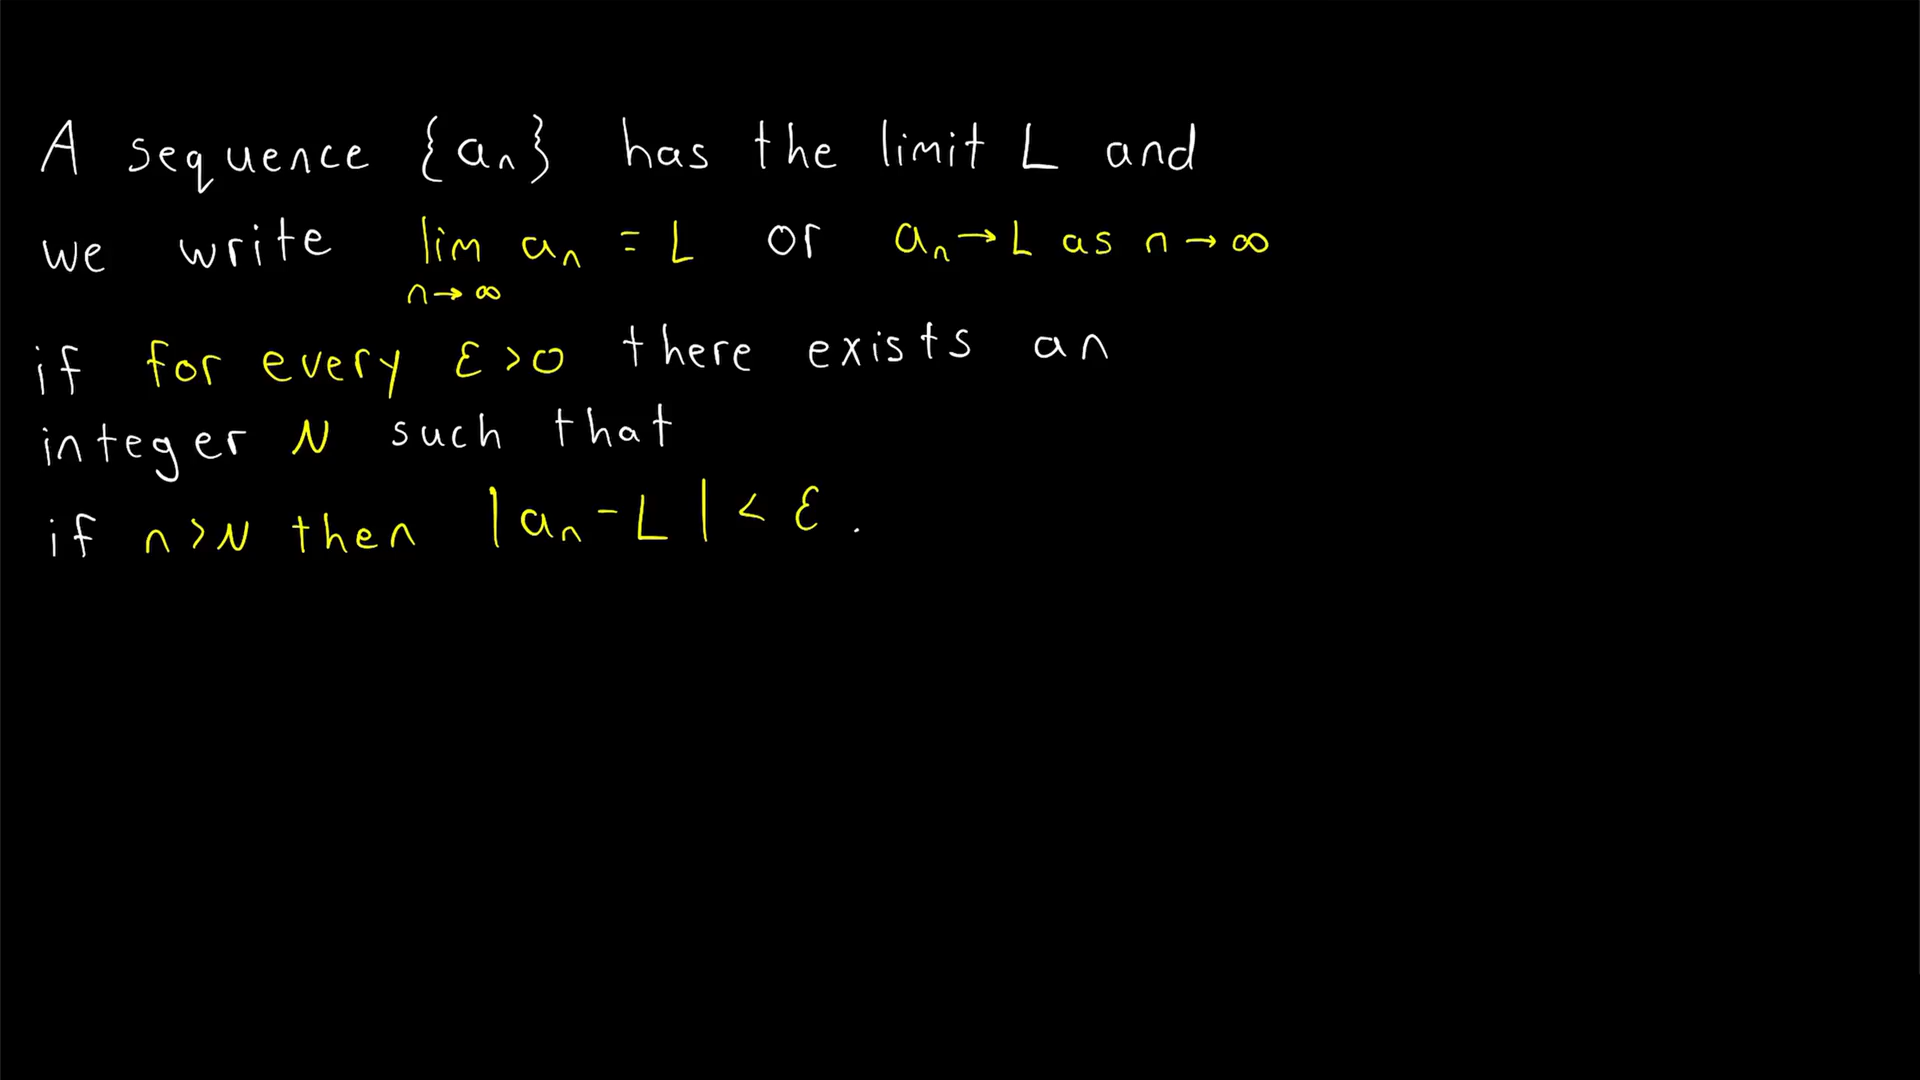 A sequence {aₙ} has the limit L and
we write lim aₙ = L or aₙ → L as n → ∞
n → ∞
if for every ε > 0 there exists an
integer N such that
if n > N then |aₙ - L| < ε.